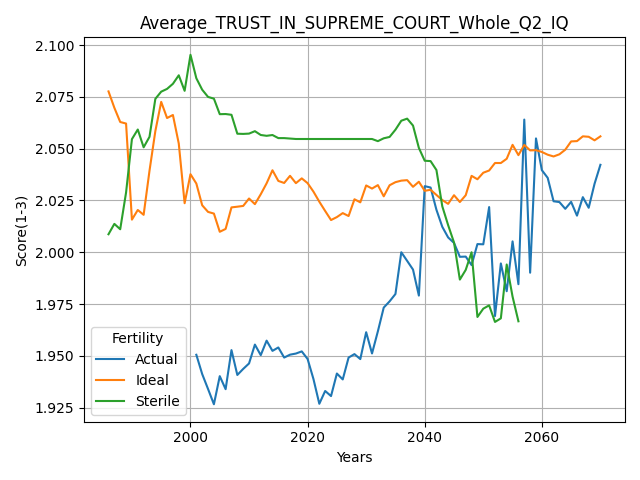 Average_TRUST_IN_SUPREME_COURT_Whole_Q2_IQ
2.100
2.075
2.050
2.025
2.000
1.975
1.950
1.925
Score(1-3)
Fertility
Actual
Ideal
Sterile
2000 2020 2040 2060
Years